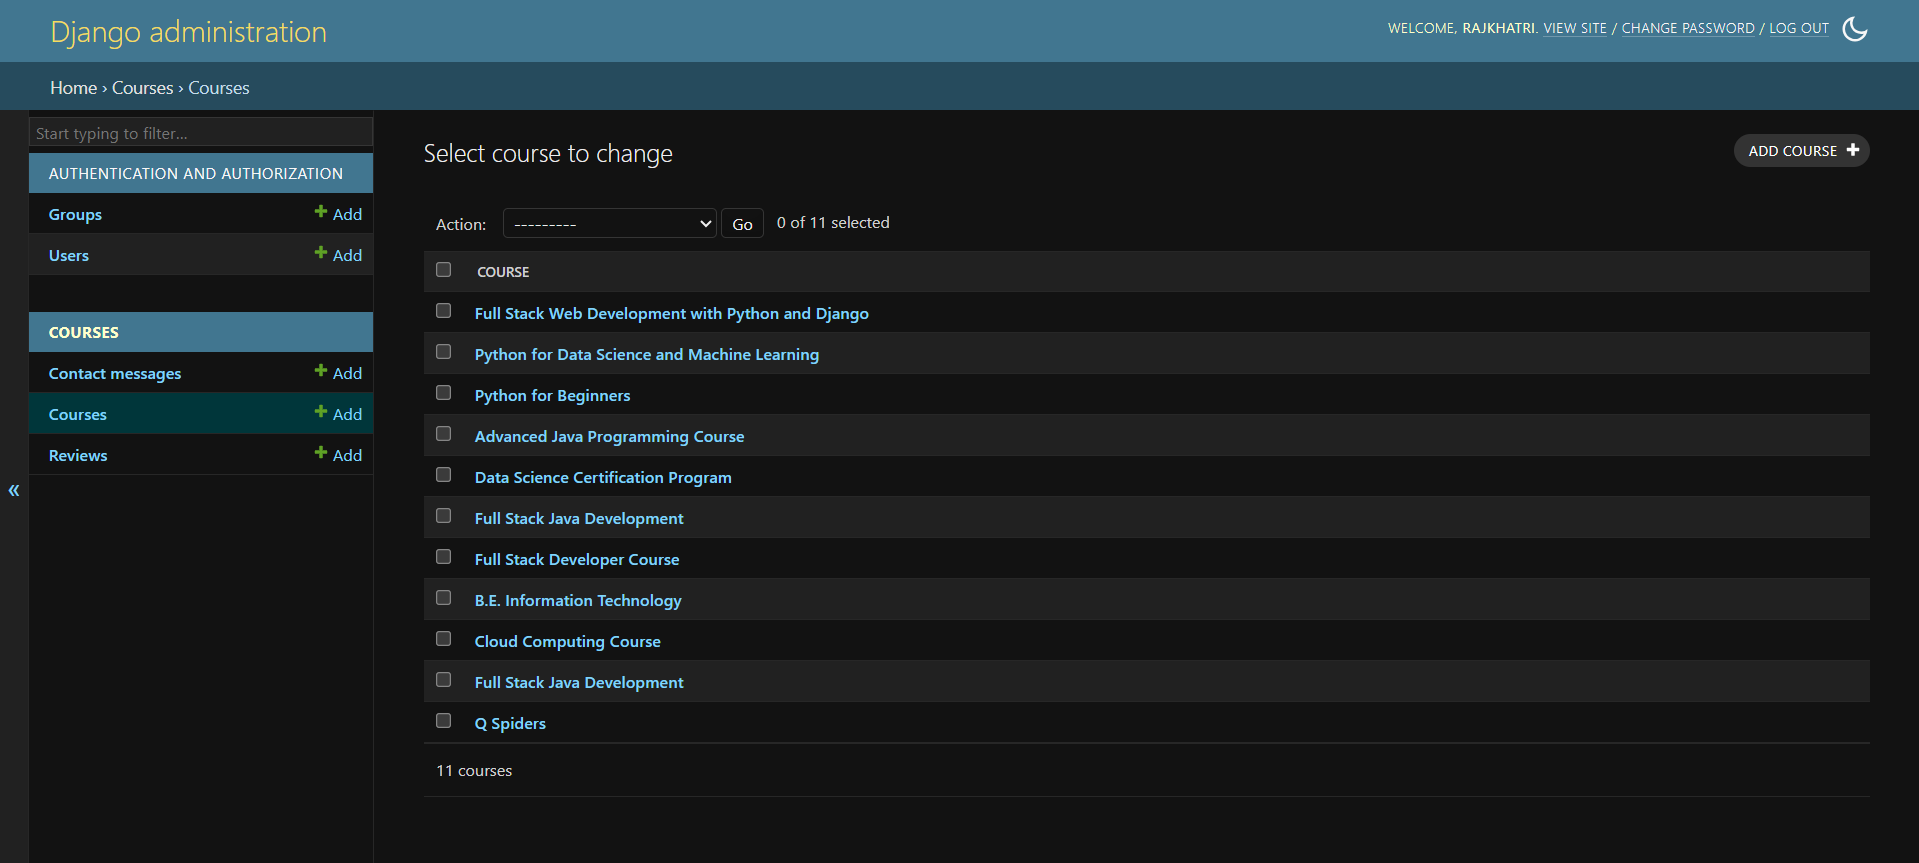 Django administration
WELCOME, RAJKHATRI. VIEW SITE / CHANGE PASSWORD / LOG OUT
Home › Courses › Courses
Start typing to filter...
AUTHENTICATION AND AUTHORIZATION
Groups + Add
Users + Add
COURSES
Contact messages + Add
Courses + Add
Reviews + Add
«
Select course to change
ADD COURSE +
Action: --------- Go 0 of 11 selected
COURSE
Full Stack Web Development with Python and Django
Python for Data Science and Machine Learning
Python for Beginners
Advanced Java Programming Course
Data Science Certification Program
Full Stack Java Development
Full Stack Developer Course
B.E. Information Technology
Cloud Computing Course
Full Stack Java Development
Q Spiders
11 courses